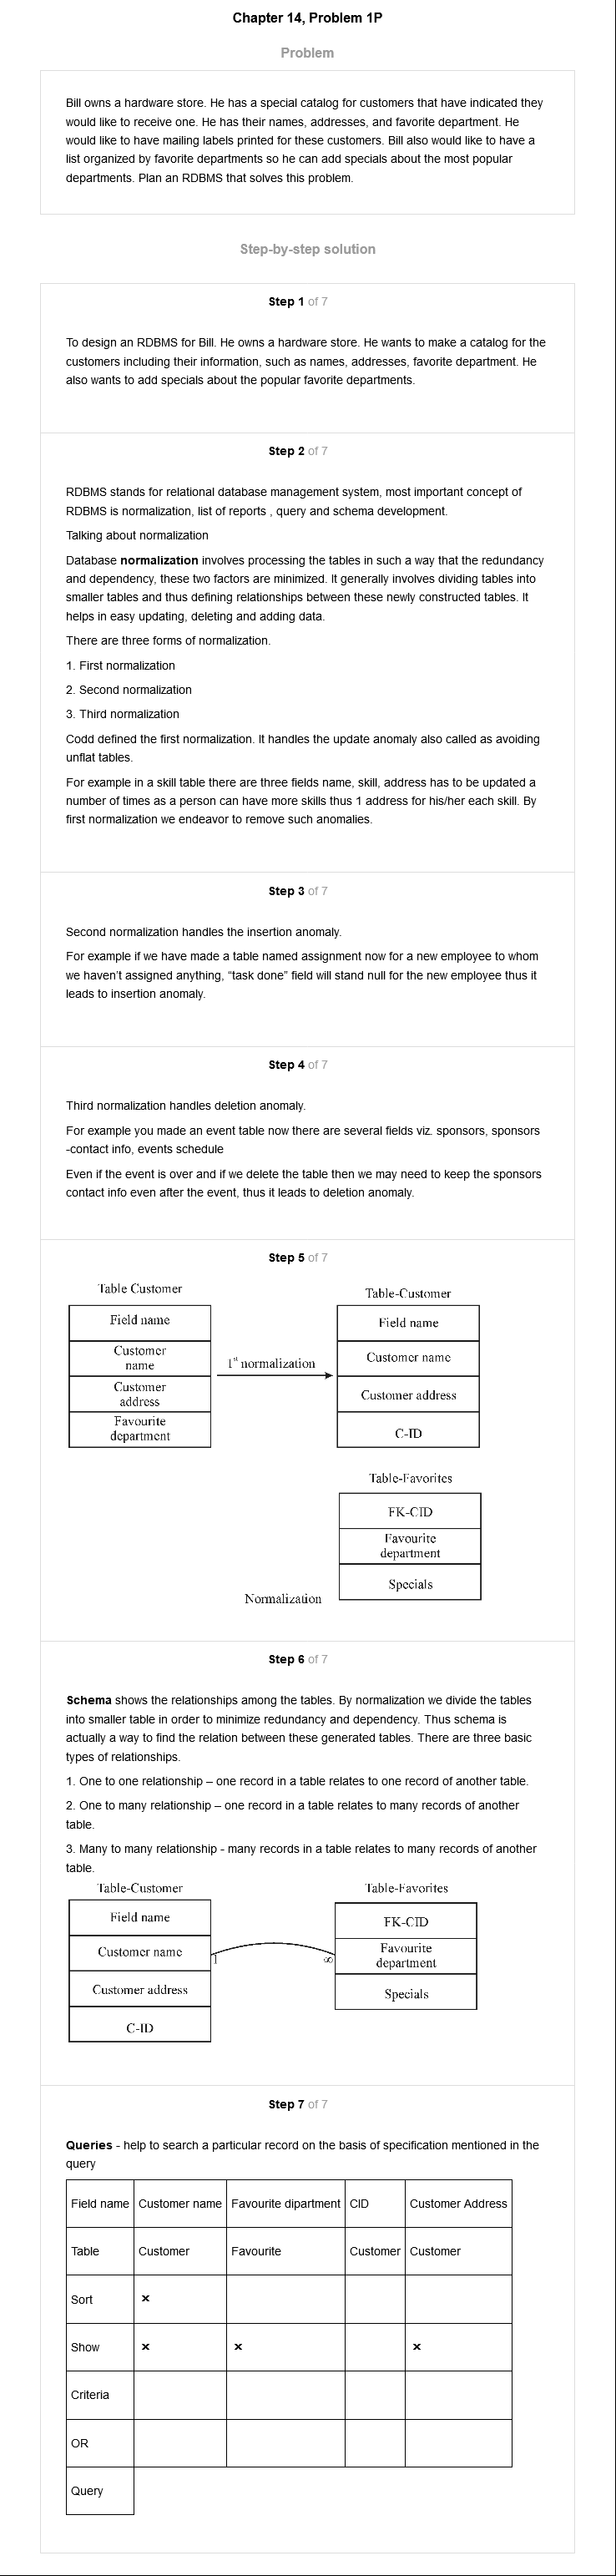 Chapter 14, Problem 1P
Problem
Bill owns a hardware store. He has a special catalog for customers that have indicated they
would like to receive one. He has their names, addresses, and favorite department. He
would like to have mailing labels printed for these customers. Bill also would like to have a
list organized by favorite departments so he can add specials about the most popular
departments. Plan an RDBMS that solves this problem.
Step-by-step solution
Step 1 of 7
To design an RDBMS for Bill. He owns a hardware store. He wants to make a catalog for the
customers including their information, such as names, addresses, favorite department. He
also wants to add specials about the popular favorite departments.
Step 2 of 7
RDBMS stands for relational database management system, most important concept of
RDBMS is normalization, list of reports , query and schema development.
Talking about normalization
Database normalization involves processing the tables in such a way that the redundancy
and dependency, these two factors are minimized. It generally involves dividing tables into
smaller tables and thus defining relationships between these newly constructed tables. It
helps in easy updating, deleting and adding data.
There are three forms of normalization.
1. First normalization
2. Second normalization
3. Third normalization
Codd defined the first normalization. It handles the update anomaly also called as avoiding
unflat tables.
For example in a skill table there are three fields name, skill, address has to be updated a
number of times as a person can have more skills thus 1 address for his/her each skill. By
first normalization we endeavor to remove such anomalies.
Step 3 of 7
Second normalization handles the insertion anomaly.
For example if we have made a table named assignment now for a new employee to whom
we haven't assigned anything, “task done” field will stand null for the new employee thus it
leads to insertion anomaly.
Step 4 of 7
Third normalization handles deletion anomaly.
For example you made an event table now there are several fields viz. sponsors, sponsors
-contact info, events schedule
Even if the event is over and if we delete the table then we may need to keep the sponsors
contact info even after the event, thus it leads to deletion anomaly.
Step 5 of 7
Table Customer
Field name
Customer
name
Customer
address
Favourite
department
1st normalization
Table-Customer
Field name
Customer name
Customer address
C-ID
Table-Favorites
FK-CID
Favourite
department
Specials
Normalization
Step 6 of 7
Schema shows the relationships among the tables. By normalization we divide the tables
into smaller table in order to minimize redundancy and dependency. Thus schema is
actually a way to find the relation between these generated tables. There are three basic
types of relationships.
1. One to one relationship – one record in a table relates to one record of another table.
2. One to many relationship – one record in a table relates to many records of another
table.
3. Many to many relationship - many records in a table relates to many records of another
table.
Table-Customer
Field name
Customer name
Customer address
C-ID
1
∞
Table-Favorites
FK-CID
Favourite
department
Specials
Step 7 of 7
Queries - help to search a particular record on the basis of specification mentioned in the
query
Field name Customer name Favourite dipartment CID Customer Address
Table Customer Favourite Customer Customer
Sort ×
Show × × ×
Criteria
OR
Query